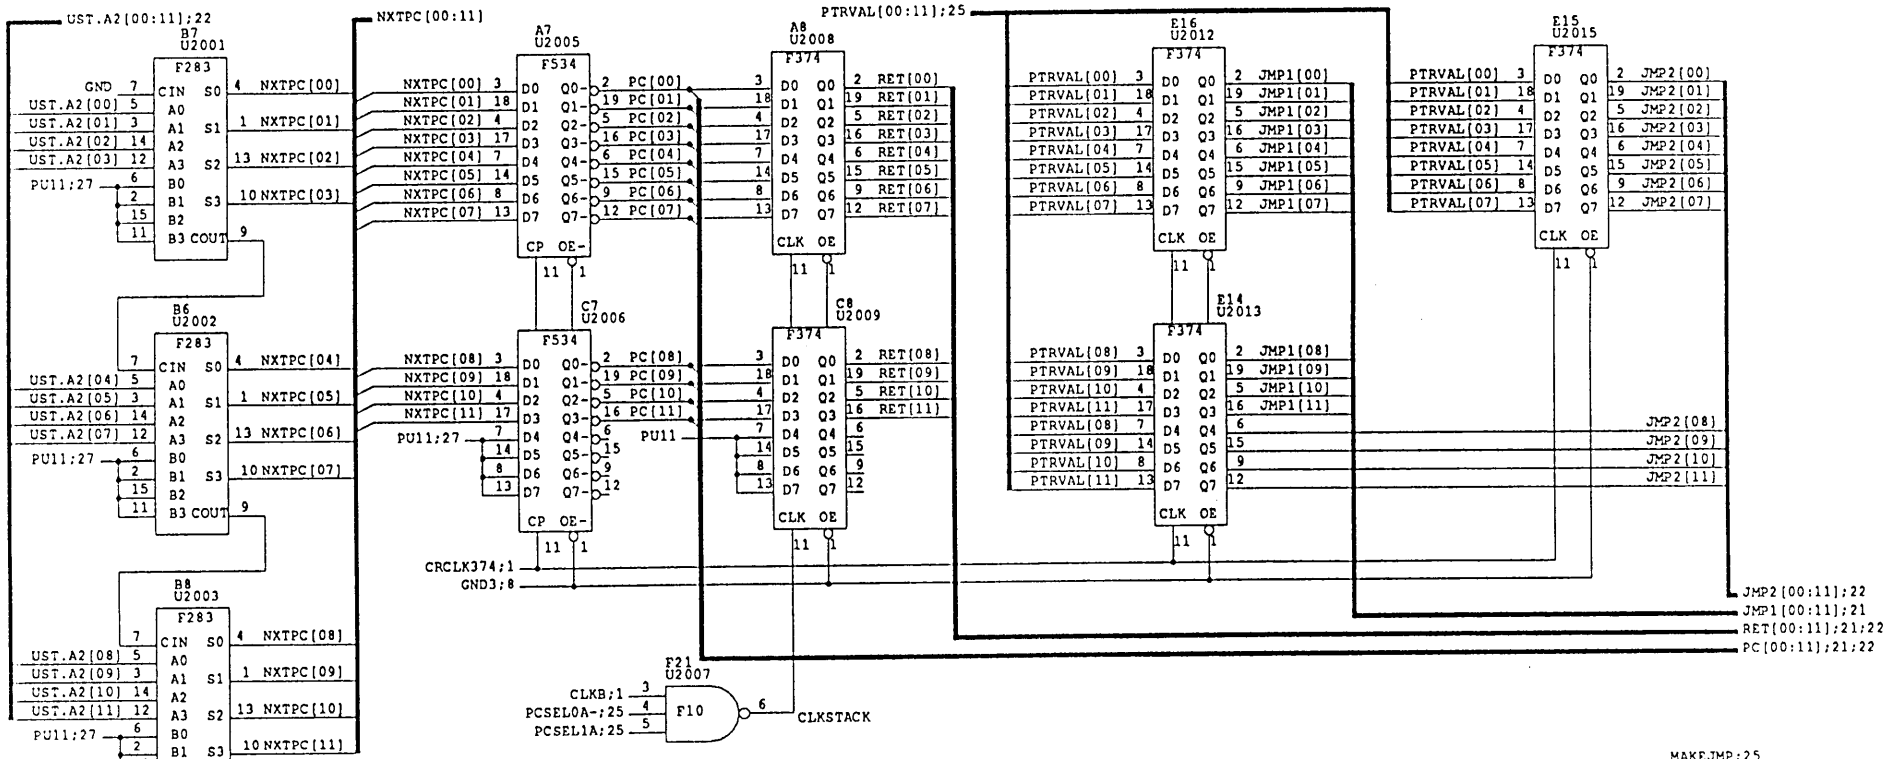 UST.A2[00:11];22
NXTPC[00:11]
PTRVAL[00:11];25
B7
U2001
F283
GND 7 CIN S0 4 NXTPC[00]
UST.A2[00] 5 A0
UST.A2[01] 3 A1 S1 1 NXTPC[01]
UST.A2[02] 14 A2
UST.A2[03] 12 A3 S2 13 NXTPC[02]
PU11;27 6 B0
2 B1 S3 10 NXTPC[03]
15 B2
11 B3 COUT 9
B6
U2002
F283
7 CIN S0 4 NXTPC[04]
UST.A2[04] 5 A0
UST.A2[05] 3 A1 S1 1 NXTPC[05]
UST.A2[06] 14 A2
UST.A2[07] 12 A3 S2 13 NXTPC[06]
PU11;27 6 B0
2 B1 S3 10 NXTPC[07]
15 B2
11 B3 COUT 9
B8
U2003
F283
7 CIN S0 4 NXTPC[08]
UST.A2[08] 5 A0
UST.A2[09] 3 A1 S1 1 NXTPC[09]
UST.A2[10] 14 A2
UST.A2[11] 12 A3 S2 13 NXTPC[10]
PU11;27 6 B0
2 B1 S3 10 NXTPC[11]
A7
U2005
F534
NXTPC[00] 3 D0 Q0- 2 PC[00]
NXTPC[01] 18 D1 Q1- 19 PC[01]
NXTPC[02] 4 D2 Q2- 5 PC[02]
NXTPC[03] 17 D3 Q3- 16 PC[03]
NXTPC[04] 7 D4 Q4- 6 PC[04]
NXTPC[05] 14 D5 Q5- 15 PC[05]
NXTPC[06] 8 D6 Q6- 9 PC[06]
NXTPC[07] 13 D7 Q7- 12 PC[07]
CP OE-
11 1
C7
U2006
F534
NXTPC[08] 3 D0 Q0- 2 PC[08]
NXTPC[09] 18 D1 Q1- 19 PC[09]
NXTPC[10] 4 D2 Q2- 5 PC[10]
NXTPC[11] 17 D3 Q3- 16 PC[11]
PU11;27 7 D4 Q4- 6
14 D5 Q5- 15
8 D6 Q6- 9
13 D7 Q7- 12
CP OE-
11 1
CRCLK374;1
GND3;8
A8
U2008
F374
3 D0 Q0 2 RET[00]
18 D1 Q1 19 RET[01]
4 D2 Q2 5 RET[02]
17 D3 Q3 16 RET[03]
7 D4 Q4 6 RET[04]
14 D5 Q5 15 RET[05]
8 D6 Q6 9 RET[06]
13 D7 Q7 12 RET[07]
CLK OE
11 1
C8
U2009
F374
3 D0 Q0 2 RET[08]
18 D1 Q1 19 RET[09]
4 D2 Q2 5 RET[10]
17 D3 Q3 16 RET[11]
PU11 7 D4 Q4 6
14 D5 Q5 15
8 D6 Q6 9
13 D7 Q7 12
CLK OE
11 1
F21
U2007
CLKB;1 3
PCSEL0A-;25 4 F10 6 CLKSTACK
PCSEL1A;25 5
E16
U2012
F374
PTRVAL[00] 3 D0 Q0 2 JMP1[00]
PTRVAL[01] 18 D1 Q1 19 JMP1[01]
PTRVAL[02] 4 D2 Q2 5 JMP1[02]
PTRVAL[03] 17 D3 Q3 16 JMP1[03]
PTRVAL[04] 7 D4 Q4 6 JMP1[04]
PTRVAL[05] 14 D5 Q5 15 JMP1[05]
PTRVAL[06] 8 D6 Q6 9 JMP1[06]
PTRVAL[07] 13 D7 Q7 12 JMP1[07]
CLK OE
11 1
E14
U2013
F374
PTRVAL[08] 3 D0 Q0 2 JMP1[08]
PTRVAL[09] 18 D1 Q1 19 JMP1[09]
PTRVAL[10] 4 D2 Q2 5 JMP1[10]
PTRVAL[11] 17 D3 Q3 16 JMP1[11]
PTRVAL[08] 7 D4 Q4 6 JMP2[08]
PTRVAL[09] 14 D5 Q5 15 JMP2[09]
PTRVAL[10] 8 D6 Q6 9 JMP2[10]
PTRVAL[11] 13 D7 Q7 12 JMP2[11]
CLK OE
11 1
E15
U2015
F374
PTRVAL[00] 3 D0 Q0 2 JMP2[00]
PTRVAL[01] 18 D1 Q1 19 JMP2[01]
PTRVAL[02] 4 D2 Q2 5 JMP2[02]
PTRVAL[03] 17 D3 Q3 16 JMP2[03]
PTRVAL[04] 7 D4 Q4 6 JMP2[04]
PTRVAL[05] 14 D5 Q5 15 JMP2[05]
PTRVAL[06] 8 D6 Q6 9 JMP2[06]
PTRVAL[07] 13 D7 Q7 12 JMP2[07]
CLK OE
11 1
JMP2[00:11];22
JMP1[00:11];21
RET[00:11];21;22
PC[00:11];21;22
MAKEJMP;25